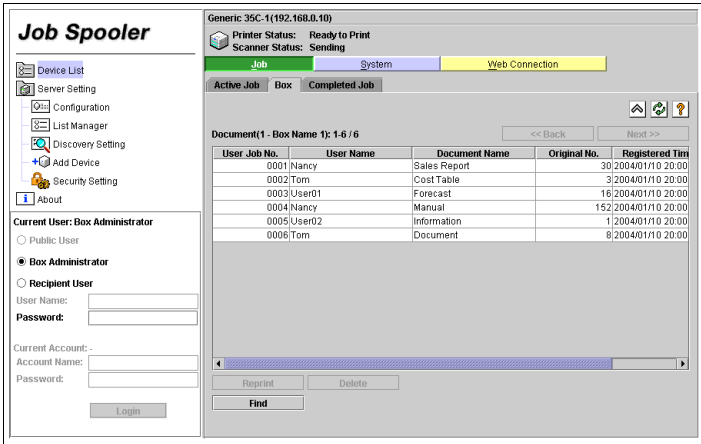 Job Spooler
Device List
Server Setting
Configuration
List Manager
Discovery Setting
Add Device
Security Setting
About
Current User: Box Administrator
Public User
Box Administrator
Recipient User
User Name:
Password:
Current Account: -
Account Name:
Password:
Login
Generic 35C-1(192.168.0.10)
Printer Status: Ready to Print
Scanner Status: Sending
Job System Web Connection
Active Job Box Completed Job
Document(1 - Box Name 1): 1-6 / 6 << Back Next >>
User Job No. User Name Document Name Original No. Registered Tim
0001 Nancy Sales Report 30 2004/01/10 20:00
0002 Tom Cost Table 3 2004/01/10 20:00
0003 User01 Forecast 16 2004/01/10 20:00
0004 Nancy Manual 152 2004/01/10 20:00
0005 User02 Information 1 2004/01/10 20:00
0006 Tom Document 8 2004/01/10 20:00
Reprint Delete
Find